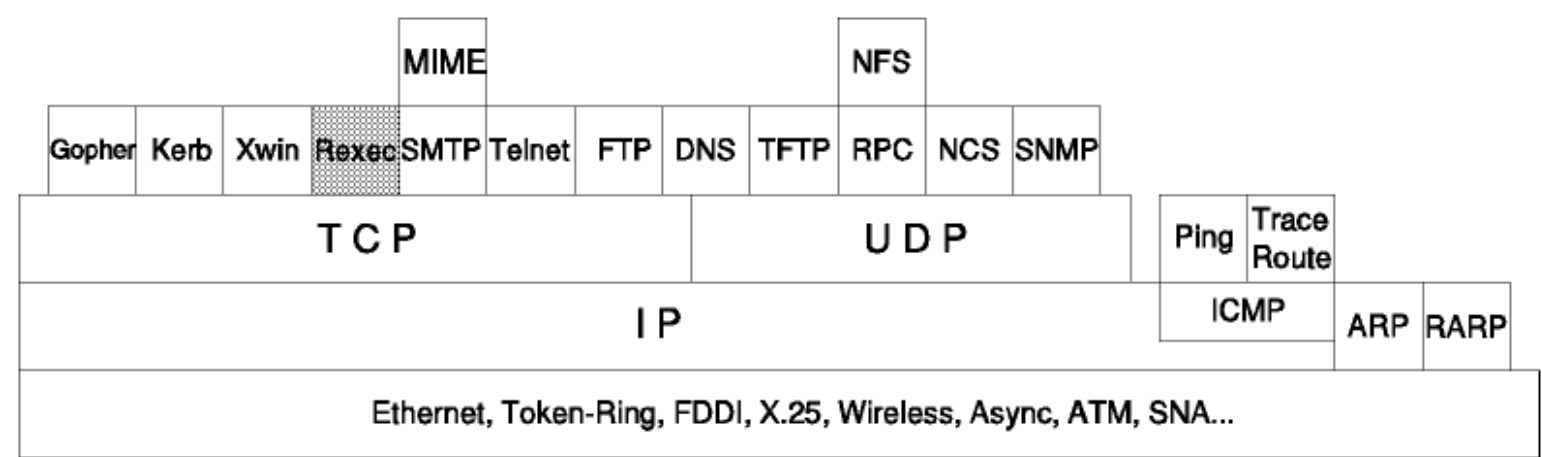 MIME NFS
Gopher Kerb Xwin Rexec SMTP Telnet FTP DNS TFTP RPC NCS SNMP
TCP UDP Ping Trace
Route
IP ICMP ARP RARP
Ethernet, Token-Ring, FDDI, X.25, Wireless, Async, ATM, SNA...